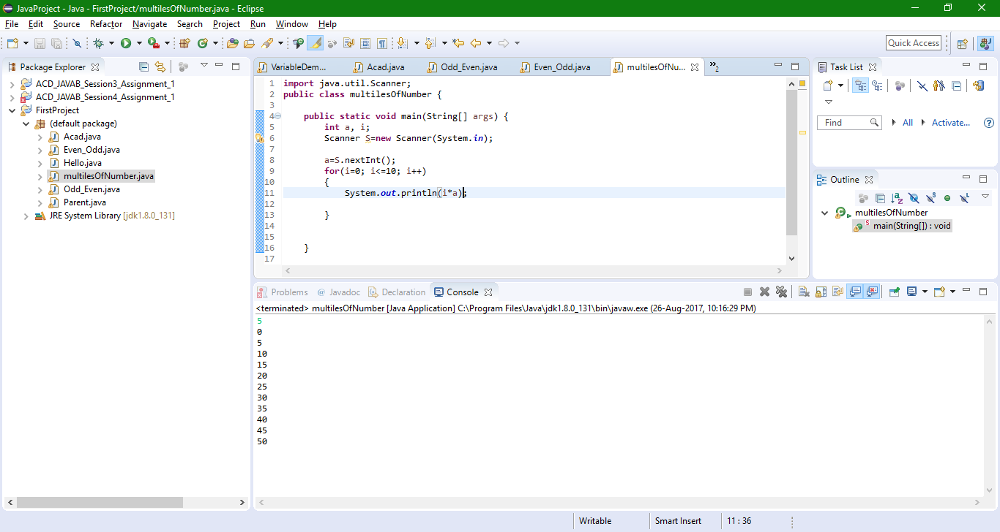 JavaProject - Java - FirstProject/multilesOfNumber.java - Eclipse
File Edit Source Refactor Navigate Search Project Run Window Help
Quick Access
Package Explorer
ACD_JAVAB_Session3_Assignment_1
ACD_JAVAB_Session4_Assignment_1
FirstProject
(default package)
Acad.java
Even_Odd.java
Hello.java
multilesOfNumber.java
Odd_Even.java
Parent.java
JRE System Library [jdk1.8.0_131]
VariableDem... Acad.java Odd_Even.java Even_Odd.java multilesOfNu... »2
1 import java.util.Scanner;
2 public class multilesOfNumber {
3
4 public static void main(String[] args) {
5 int a, i;
6 Scanner S=new Scanner(System.in);
7
8 a=S.nextInt();
9 for(i=0; i<=10; i++)
10 {
11 System.out.println(i*a);
12
13 }
14
15
16 }
17
Task List
Find All Activate...
Outline
multilesOfNumber
main(String[]) : void
Problems @ Javadoc Declaration Console
<terminated> multilesOfNumber [Java Application] C:\Program Files\Java\jdk1.8.0_131\bin\javaw.exe (26-Aug-2017, 10:16:29 PM)
5
0
5
10
15
20
25
30
35
40
45
50
Writable Smart Insert 11 : 36